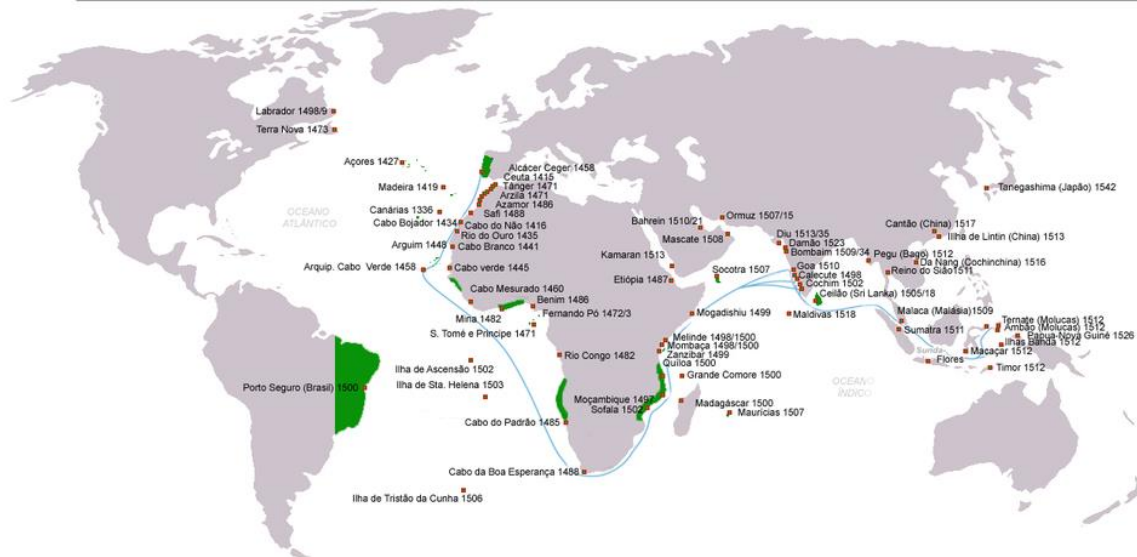 Labrador 1498/9
Terra Nova 1473
Açores 1427
Alcácer Ceger 1458
Ceuta 1415
Tânger 1471
Madeira 1419
Arzila 1471
Azamor 1486
Tanegashima (Japão) 1542
OCEANO
ATLÂNTICO
Canárias 1336
Safi 1488
Cabo Bojador 1434
Cabo do Não 1416
Rio do Ouro 1435
Arguim 1448
Cabo Branco 1441
Bahrein 1510/21
Ormuz 1507/15
Mascate 1508
Diu 1513/35
Damão 1523
Bombaim 1509/34
Cantão (China) 1517
Ilha de Lintin (China) 1513
Pegu (Bago) 1512
Da Nang (Cochinchina) 1516
Kamaran 1513
Arquip. Cabo Verde 1458
Cabo verde 1445
Etiópia 1487
Socotra 1507
Goa 1510
Calecute 1498
Cochim 1502
Reino do Sião1511
Ceilão (Sri Lanka) 1505/18
Cabo Mesurado 1460
Benim 1486
Fernando Pó 1472/3
Mina 1482
S. Tomé e Principe 1471
Mogadishiu 1499
Maldivas 1518
Malaca (Malásia)1509
Sumatra 1511
Ternate (Molucas) 1512
Ambão (Molucas) 1512
Papua-Nova Guiné 1526
Ilhas Banda 1512
Macaçar 1512
Sunda
Flores
Timor 1512
Melinde 1498/1500
Mombaça 1498/1500
Zanzibar 1499
Quíloa 1500
Rio Congo 1482
Ilha de Ascensão 1502
Grande Comore 1500
Porto Seguro (Brasil) 1500
Ilha de Sta. Helena 1503
OCEANO
ÍNDICO
Moçambique 1497
Sofala 1502
Madagáscar 1500
Maurícias 1507
Cabo do Padrão 1485
Cabo da Boa Esperança 1488
Ilha de Tristão da Cunha 1506